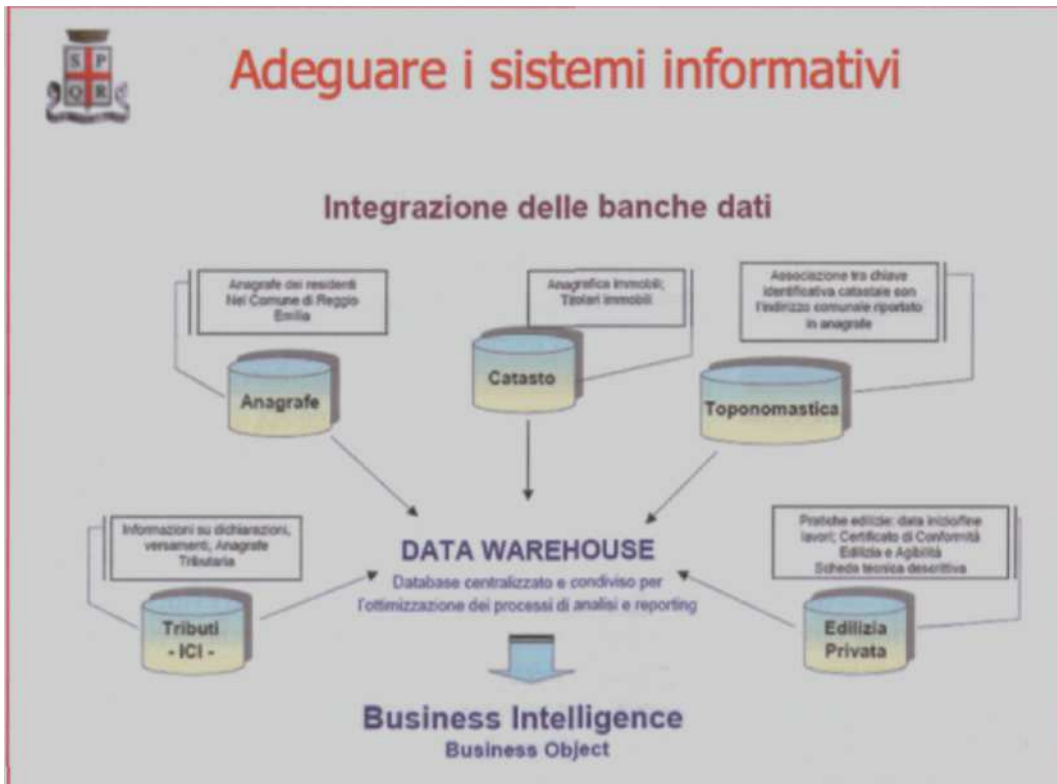 S P
Q R
Adeguare i sistemi informativi
Integrazione delle banche dati
Anagrafe dei residenti
Nel Comune di Reggio
Emilia
Anagrafica Immobili;
Titolari immobili
Associazione tra chiave
identificativa catastale con
l'indirizzo comunale riportato
in anagrafe
Anagrafe
Catasto
Toponomastica
Informazioni su dichiarazioni,
versamenti, Anagrafe
Tributaria
DATA WAREHOUSE
Database centralizzato e condiviso per
l'ottimizzazione dei processi di analisi e reporting
Pratiche edilizie: data inizio/fine
lavori; Certificato di Conformità
Edilizia e Agibilità
Scheda tecnica descrittiva
Tributi
- ICI -
Edilizia
Privata
Business Intelligence
Business Object